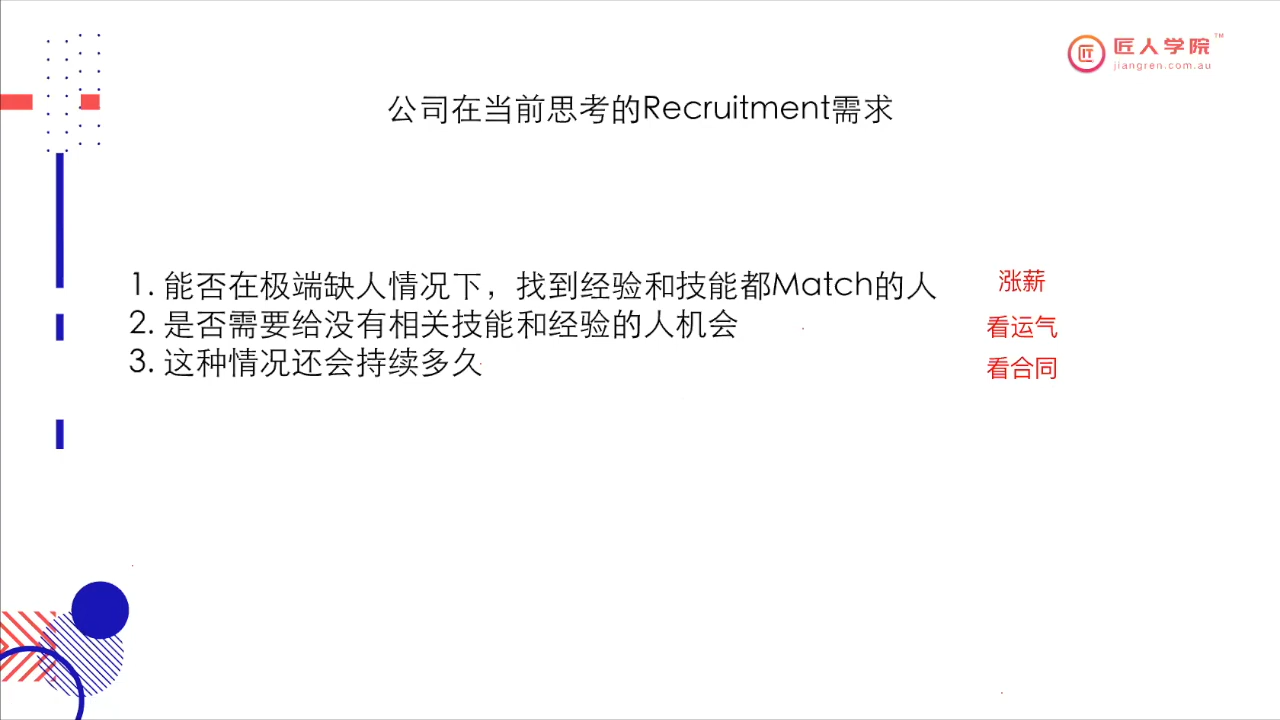 匠人学院™
jiangren.com.au
公司在当前思考的Recruitment需求
1. 能否在极端缺人情况下，找到经验和技能都Match的人 涨薪
2. 是否需要给没有相关技能和经验的人机会 看运气
3. 这种情况还会持续多久 看合同